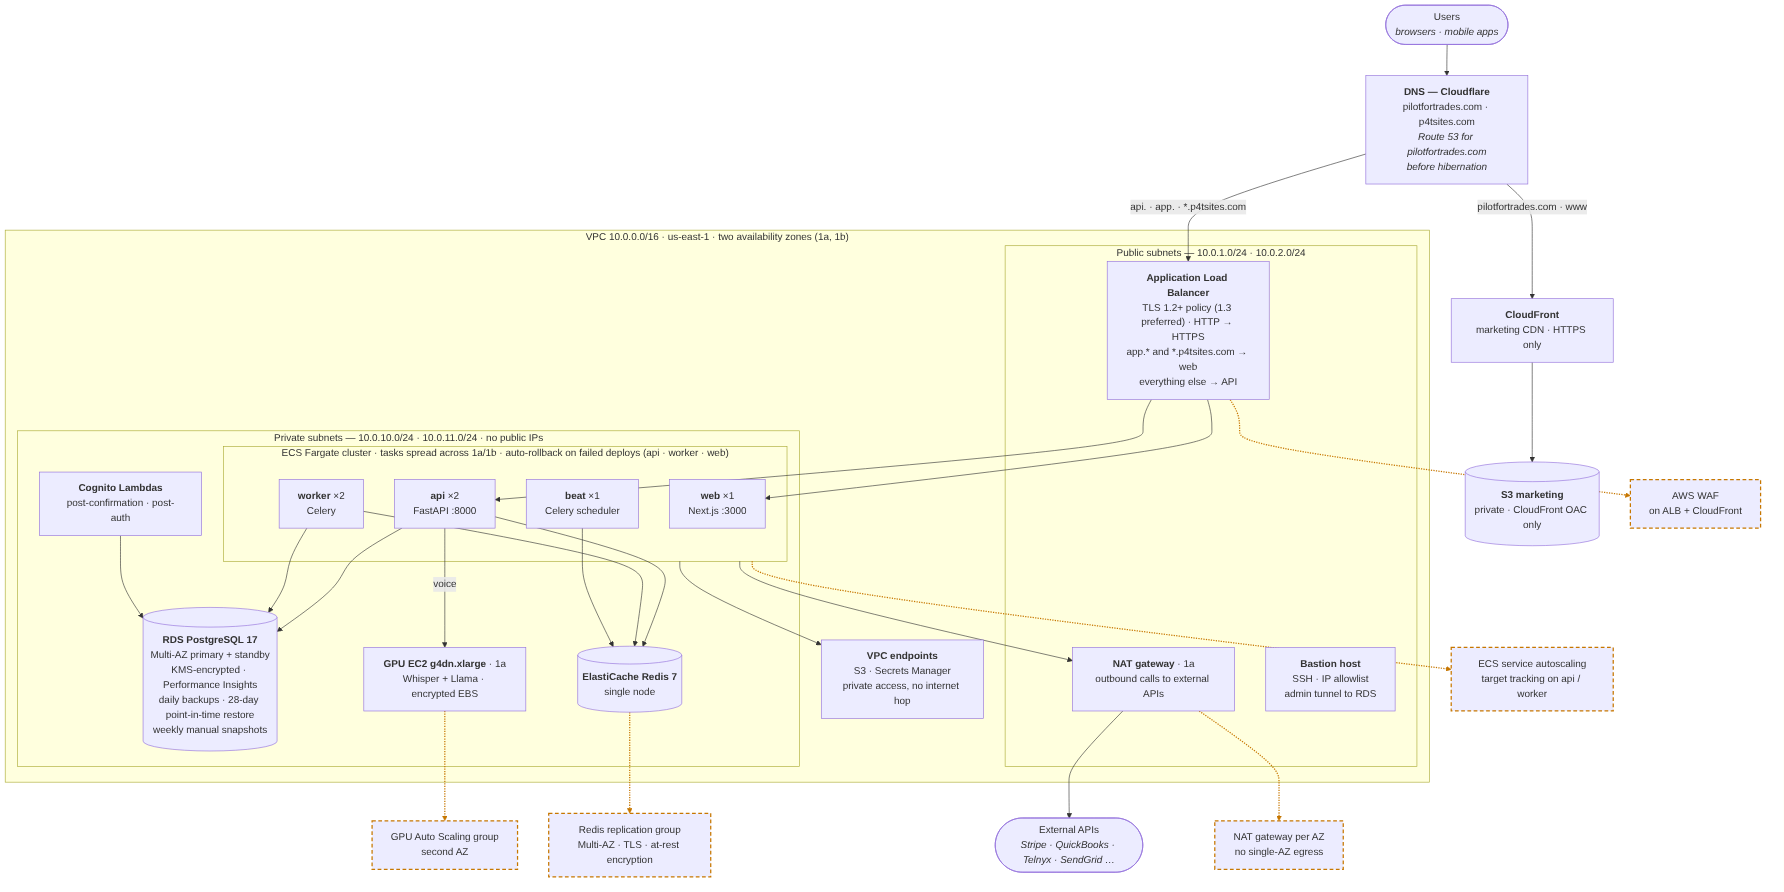 Users
browsers · mobile apps
DNS — Cloudflare
pilotfortrades.com ·
p4tsites.com
Route 53 for
pilotfortrades.com
before hibernation
api. · app. · *.p4tsites.com
pilotfortrades.com · www
VPC 10.0.0.0/16 · us-east-1 · two availability zones (1a, 1b)
Public subnets — 10.0.1.0/24 · 10.0.2.0/24
Application Load
Balancer
TLS 1.2+ policy (1.3
preferred) · HTTP →
HTTPS
app.* and *.p4tsites.com →
web
everything else → API
CloudFront
marketing CDN · HTTPS
only
Private subnets — 10.0.10.0/24 · 10.0.11.0/24 · no public IPs
ECS Fargate cluster · tasks spread across 1a/1b · auto-rollback on failed deploys (api · worker · web)
Cognito Lambdas
post-confirmation · post-
auth
worker ×2
Celery
api ×2
FastAPI :8000
beat ×1
Celery scheduler
web ×1
Next.js :3000
S3 marketing
private · CloudFront OAC
only
AWS WAF
on ALB + CloudFront
voice
RDS PostgreSQL 17
Multi-AZ primary + standby
KMS-encrypted ·
Performance Insights
daily backups · 28-day
point-in-time restore
weekly manual snapshots
GPU EC2 g4dn.xlarge · 1a
Whisper + Llama ·
encrypted EBS
ElastiCache Redis 7
single node
VPC endpoints
S3 · Secrets Manager
private access, no internet
hop
NAT gateway · 1a
outbound calls to external
APIs
Bastion host
SSH · IP allowlist
admin tunnel to RDS
ECS service autoscaling
target tracking on api /
worker
GPU Auto Scaling group
second AZ
Redis replication group
Multi-AZ · TLS · at-rest
encryption
External APIs
Stripe · QuickBooks ·
Telnyx · SendGrid …
NAT gateway per AZ
no single-AZ egress